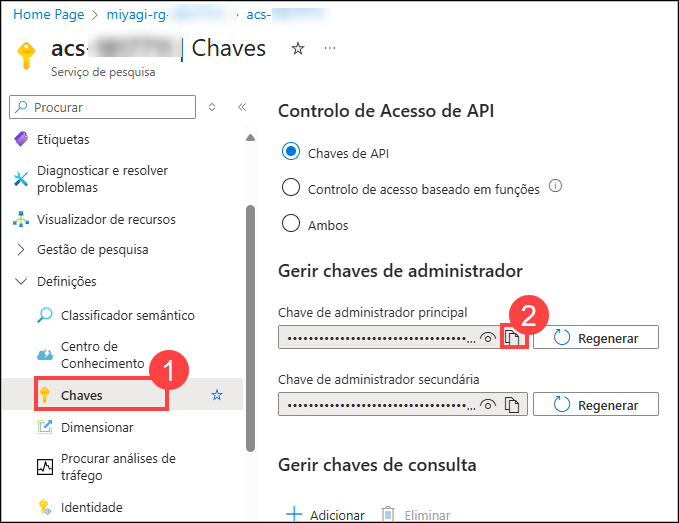 Home Page > miyagi-rg- > acs-
acs- | Chaves
Serviço de pesquisa
Procurar
Etiquetas
Diagnosticar e resolver
problemas
Visualizador de recursos
Gestão de pesquisa
Definições
Classificador semântico
Centro de
Conhecimento
1
Chaves
Dimensionar
Procurar análises de
tráfego
Identidade
Controlo de Acesso de API
Chaves de API
Controlo de acesso baseado em funções
Ambos
Gerir chaves de administrador
Chave de administrador principal
2
Regenerar
Chave de administrador secundária
Regenerar
Gerir chaves de consulta
Adicionar Eliminar